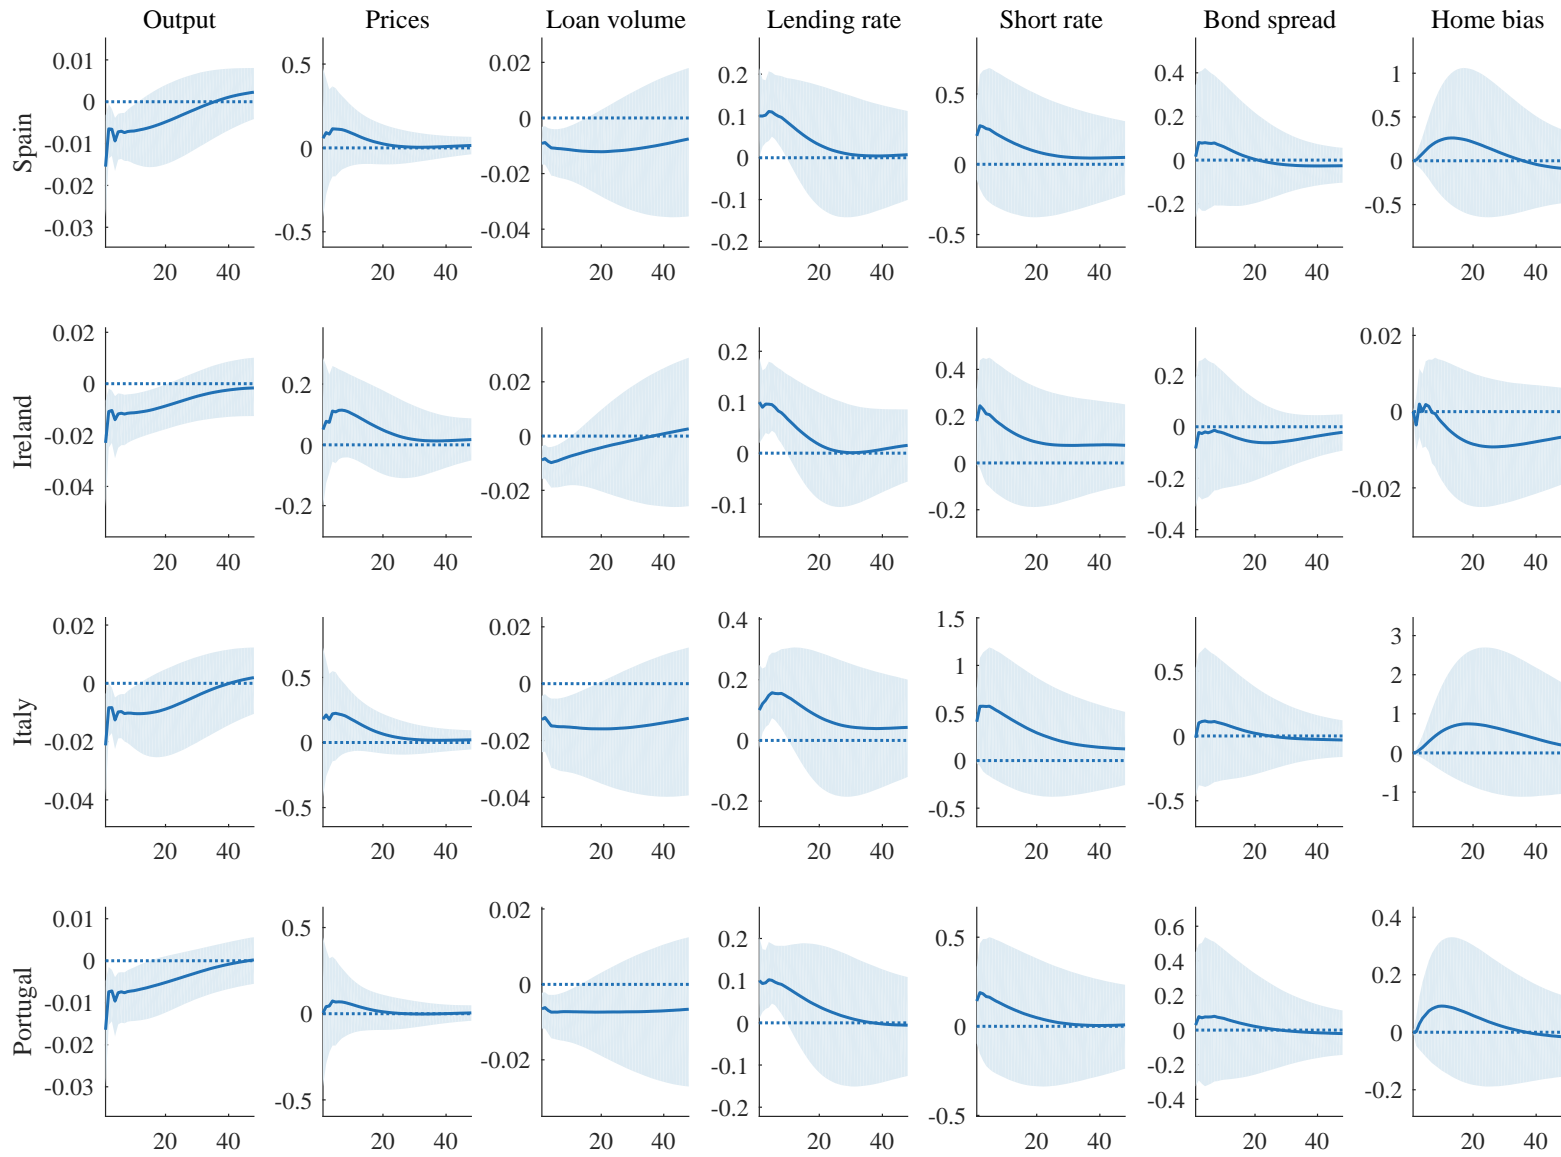 Output Prices Loan volume Lending rate Short rate Bond spread Home bias
Spain
0.01 0 -0.01 -0.02 -0.03
0.5 0 -0.5
0.02 0 -0.02 -0.04
0.2 0.1 0 -0.1 -0.2
0.5 0 -0.5
0.4 0.2 0 -0.2
1 0.5 0 -0.5
20 40 20 40 20 40 20 40 20 40 20 40 20 40
Ireland
0.02 0 -0.02 -0.04
0.2 0 -0.2
0.02 0 -0.02
0.2 0.1 0 -0.1
0.4 0.2 0 -0.2
0.2 0 -0.2 -0.4
0.02 0 -0.02
20 40 20 40 20 40 20 40 20 40 20 40 20 40
Italy
0.02 0 -0.02 -0.04
0.5 0 -0.5
0.02 0 -0.02 -0.04
0.4 0.2 0 -0.2
1.5 1 0.5 0 -0.5
0.5 0 -0.5
3 2 1 0 -1
20 40 20 40 20 40 20 40 20 40 20 40 20 40
Portugal
0.01 0 -0.01 -0.02 -0.03
0.5 0 -0.5
0.02 0 -0.02
0.2 0.1 0 -0.1 -0.2
0.5 0 -0.5
0.6 0.4 0.2 0 -0.2 -0.4
0.4 0.2 0 -0.2
20 40 20 40 20 40 20 40 20 40 20 40 20 40